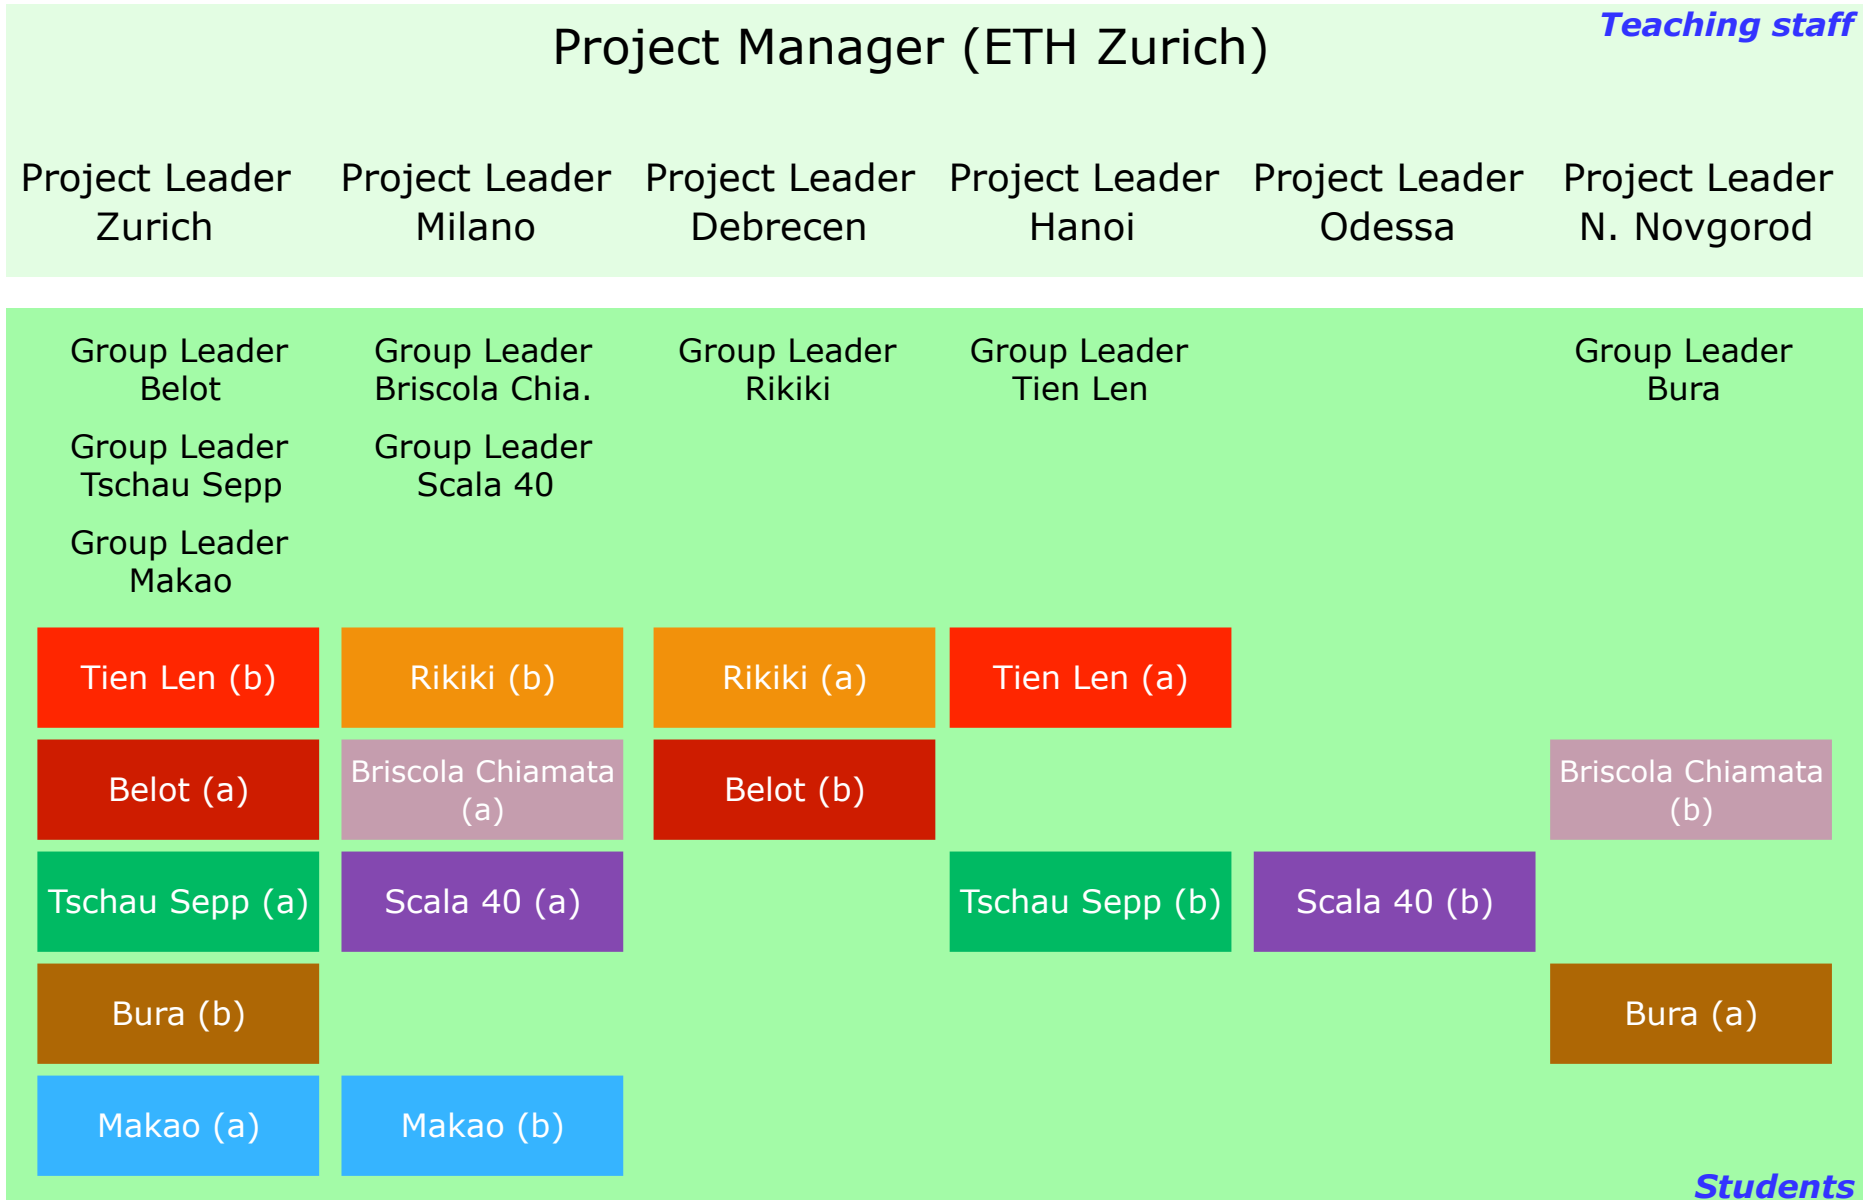 Teaching staff
Project Manager (ETH Zurich)
Project Leader
Zurich
Project Leader
Milano
Project Leader
Debrecen
Project Leader
Hanoi
Project Leader
Odessa
Project Leader
N. Novgorod
Group Leader
Belot
Group Leader
Briscola Chia.
Group Leader
Rikiki
Group Leader
Tien Len
Group Leader
Bura
Group Leader
Tschau Sepp
Group Leader
Scala 40
Group Leader
Makao
Tien Len (b)
Rikiki (b)
Rikiki (a)
Tien Len (a)
Belot (a)
Briscola Chiamata
(a)
Belot (b)
Briscola Chiamata
(b)
Tschau Sepp (a)
Scala 40 (a)
Tschau Sepp (b)
Scala 40 (b)
Bura (b)
Bura (a)
Makao (a)
Makao (b)
Students